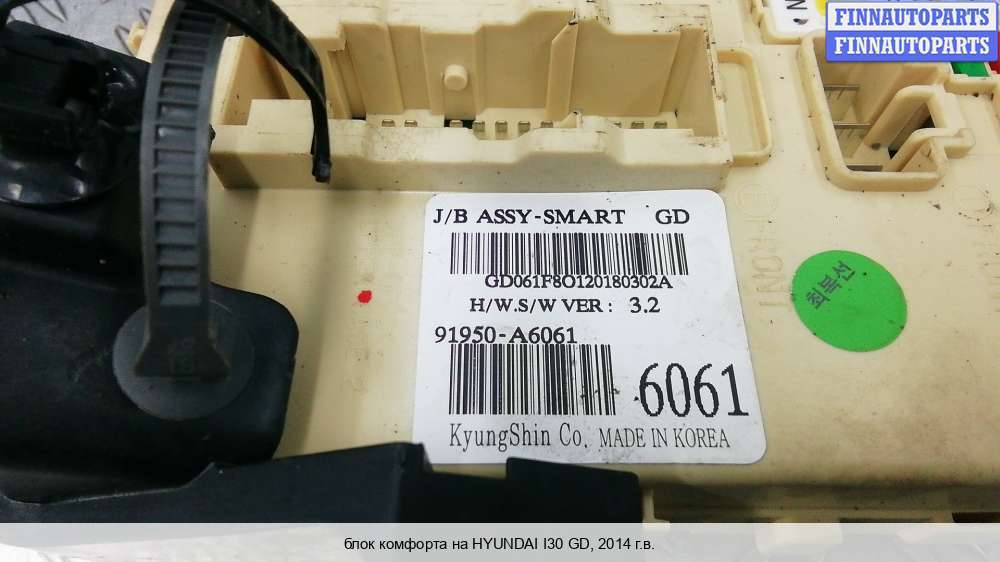 FINNAUTOPARTS
FINNAUTOPARTS
J/B ASSY-SMART GD
GD061F8O120180302A
H/W.S/W VER : 3.2
91950-A6061
6061
KyungShin Co. MADE IN KOREA
최복선
блок комфорта на HYUNDAI I30 GD, 2014 г.в.